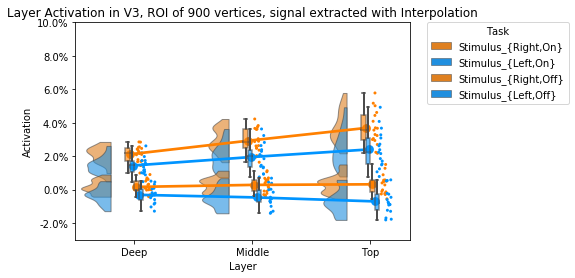 Layer Activation in V3, ROI of 900 vertices, signal extracted with Interpolation
10.0%
8.0%
6.0%
4.0%
2.0%
0.0%
-2.0%
Activation
Deep
Middle
Top
Layer
Task
Stimulus_{Right,On}
Stimulus_{Left,On}
Stimulus_{Right,Off}
Stimulus_{Left,Off}